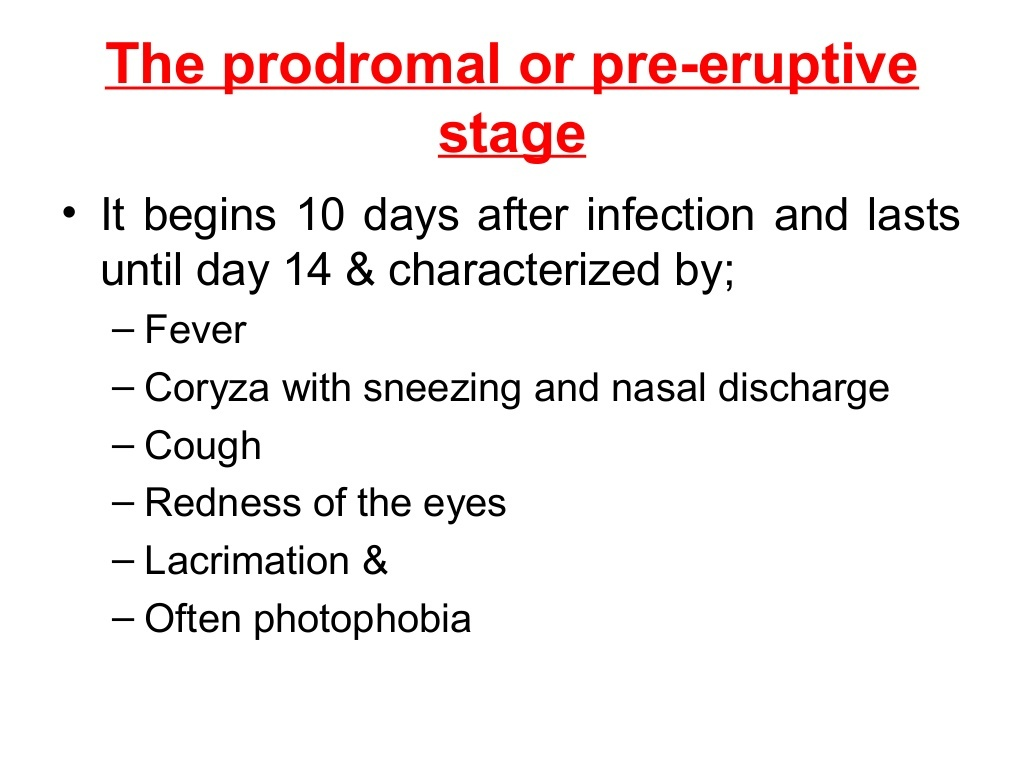 The prodromal or pre-eruptive
stage
• It begins 10 days after infection and lasts
until day 14 & characterized by;
– Fever
– Coryza with sneezing and nasal discharge
– Cough
– Redness of the eyes
– Lacrimation &
– Often photophobia